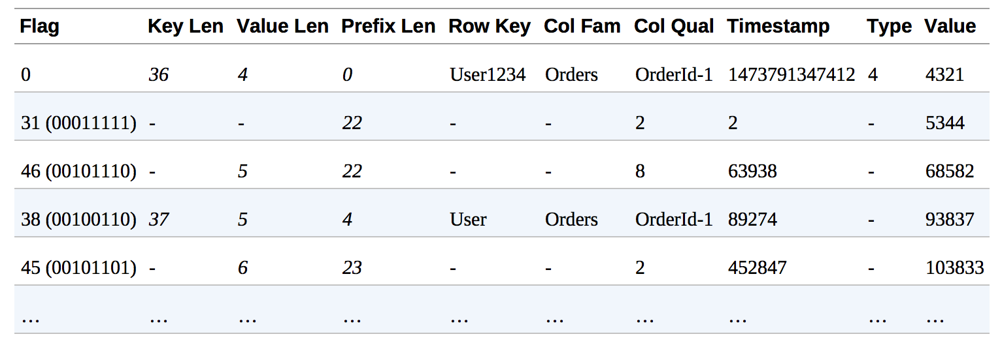 Flag Key Len Value Len Prefix Len Row Key Col Fam Col Qual Timestamp Type Value
0 36 4 0 User1234 Orders OrderId-1 1473791347412 4 4321
31 (00011111) - - 22 - - 2 2 - 5344
46 (00101110) - 5 22 - - 8 63938 - 68582
38 (00100110) 37 5 4 User Orders OrderId-1 89274 - 93837
45 (00101101) - 6 23 - - 2 452847 - 103833
… … … … … … … … … …